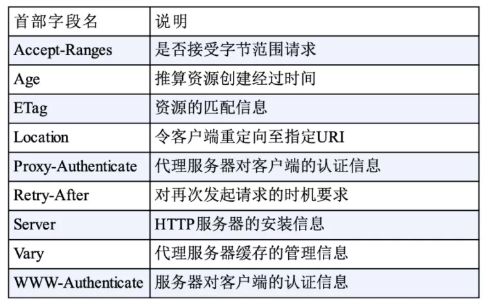 首部字段名 说明
Accept-Ranges 是否接受字节范围请求
Age 推算资源创建经过时间
ETag 资源的匹配信息
Location 令客户端重定向至指定URI
Proxy-Authenticate 代理服务器对客户端的认证信息
Retry-After 对再次发起请求的时机要求
Server HTTP服务器的安装信息
Vary 代理服务器缓存的管理信息
WWW-Authenticate 服务器对客户端的认证信息